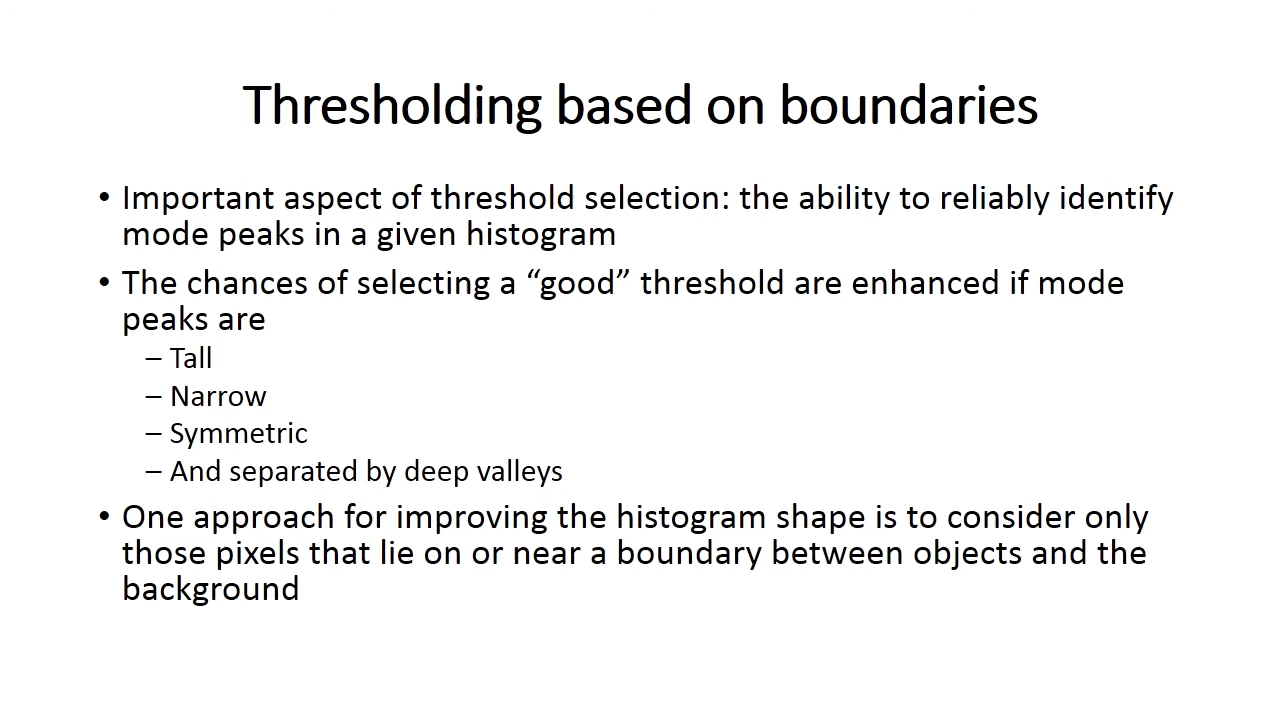 Thresholding based on boundaries
• Important aspect of threshold selection: the ability to reliably identify
mode peaks in a given histogram
• The chances of selecting a “good” threshold are enhanced if mode
peaks are
– Tall
– Narrow
– Symmetric
– And separated by deep valleys
• One approach for improving the histogram shape is to consider only
those pixels that lie on or near a boundary between objects and the
background